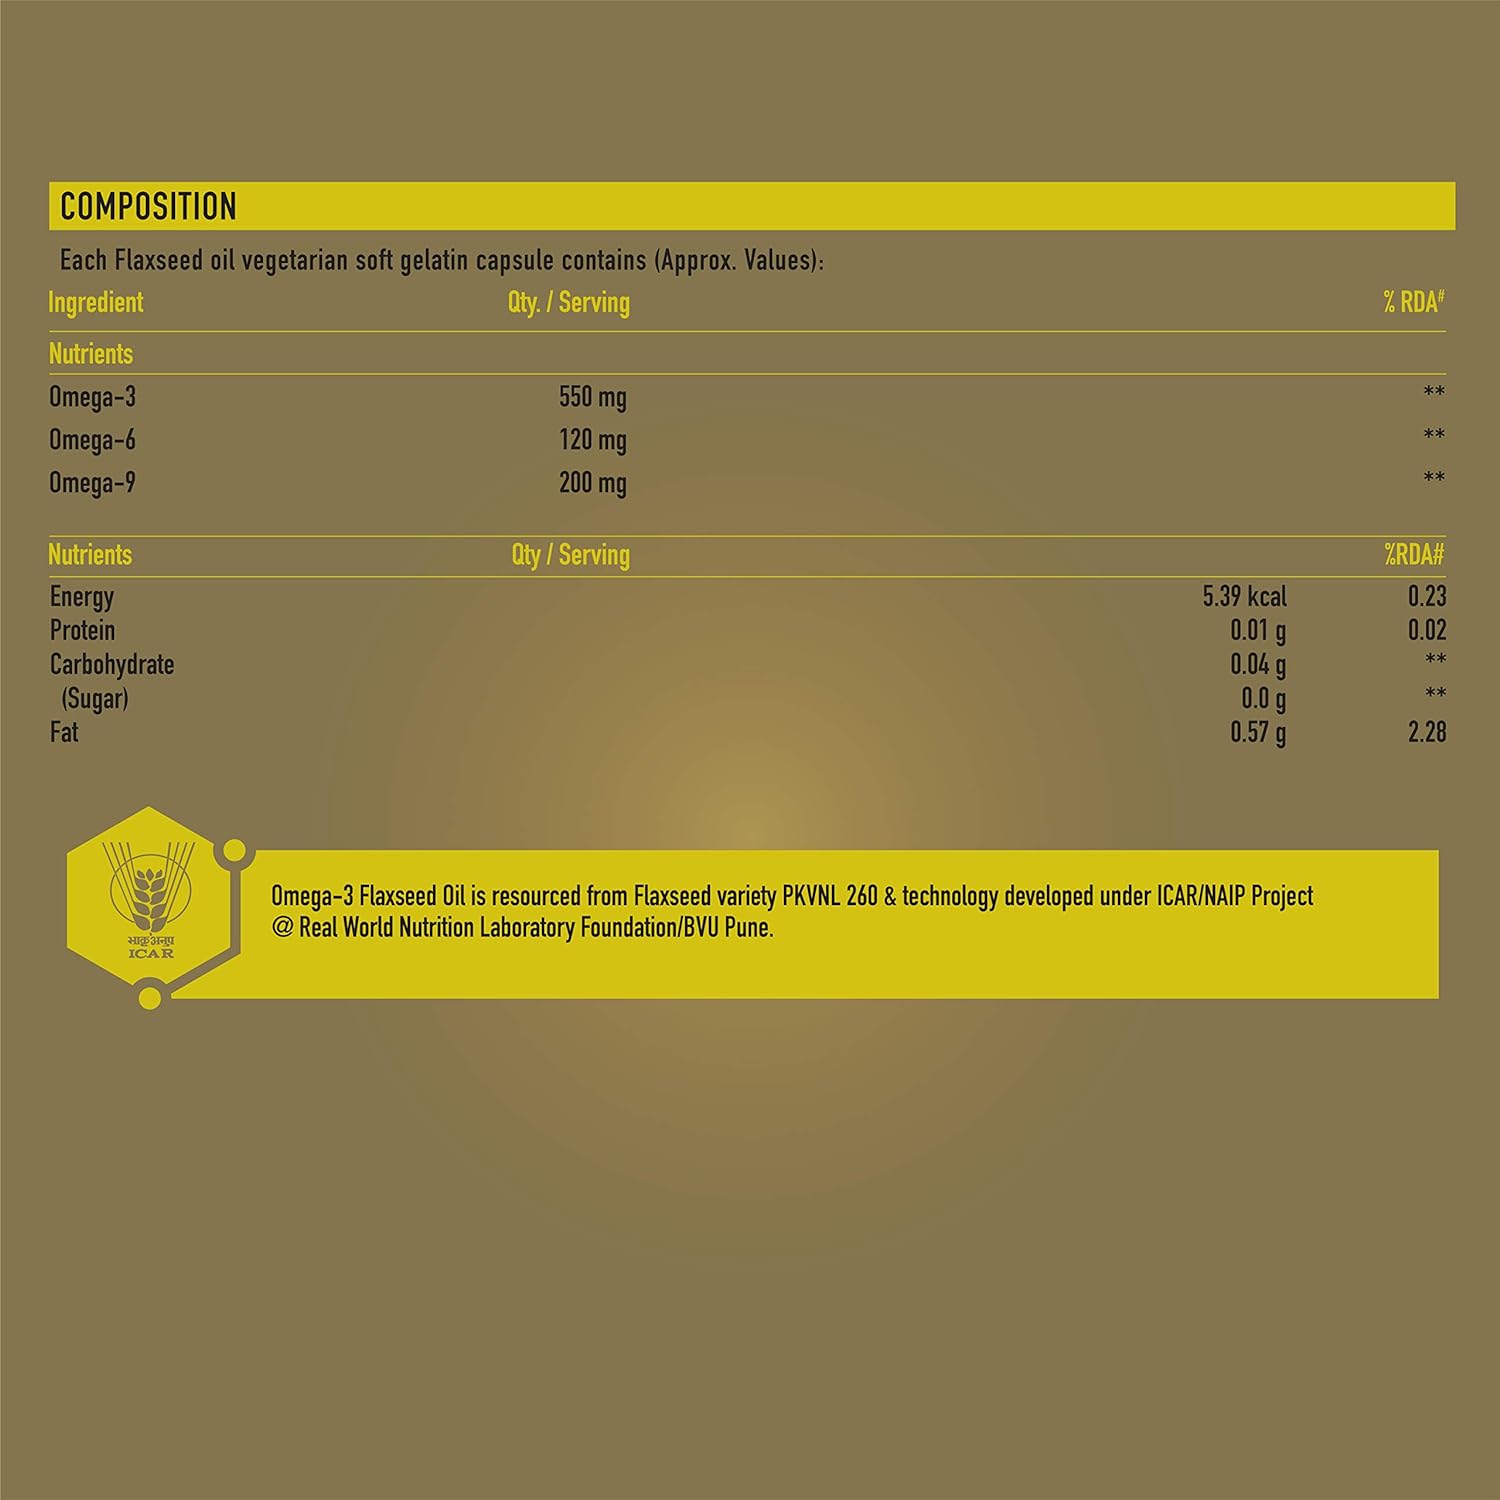 COMPOSITION
Each Flaxseed oil vegetarian soft gelatin capsule contains (Approx. Values):
Ingredient Qty. / Serving % RDA#
Nutrients
Omega-3 550 mg **
Omega-6 120 mg **
Omega-9 200 mg **
Nutrients Qty / Serving %RDA#
Energy 5.39 kcal 0.23
Protein 0.01 g 0.02
Carbohydrate 0.04 g **
(Sugar) 0.0 g **
Fat 0.57 g 2.28
भाकृअनुप
ICAR
Omega-3 Flaxseed Oil is resourced from Flaxseed variety PKVNL 260 & technology developed under ICAR/NAIP Project
@ Real World Nutrition Laboratory Foundation/BVU Pune.